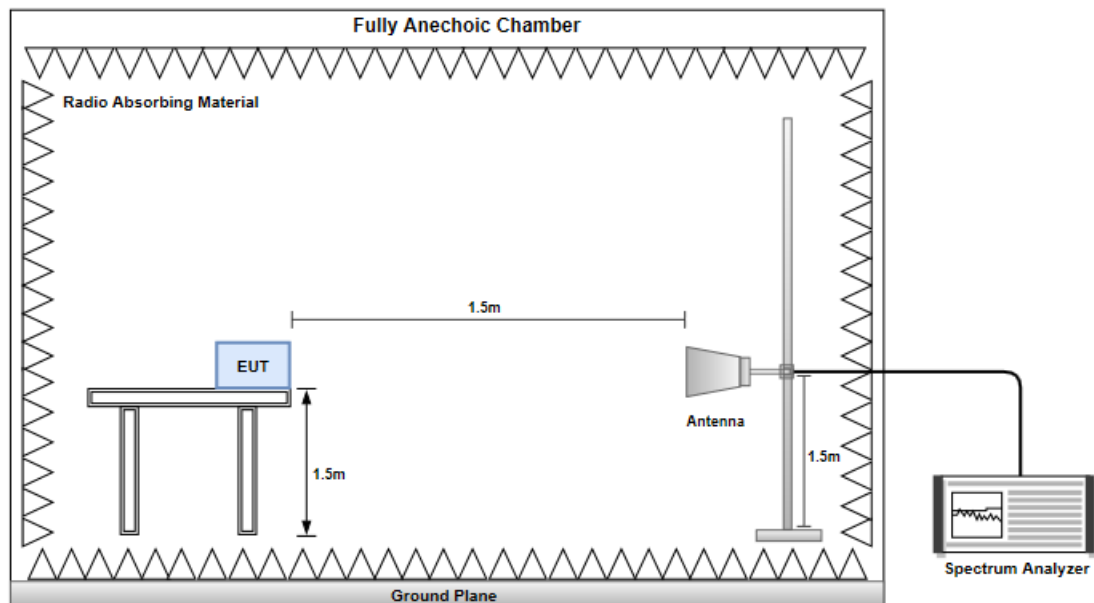 Fully Anechoic Chamber
Radio Absorbing Material
1.5m
EUT
Antenna
1.5m
1.5m
Spectrum Analyzer
Ground Plane